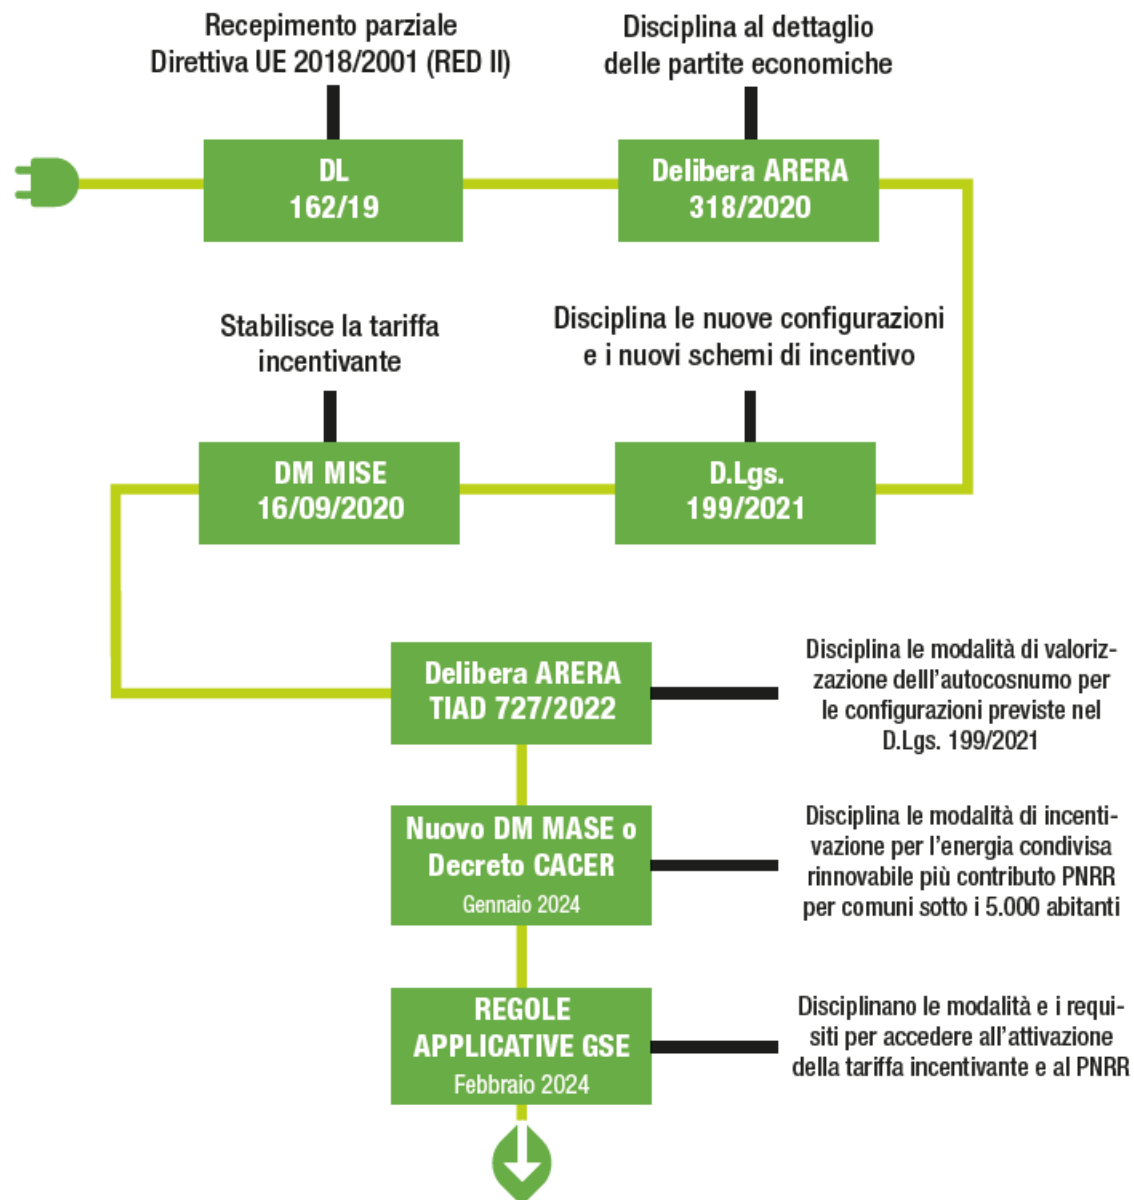 Recepimento parziale
Direttiva UE 2018/2001 (RED II)
DL
162/19
Disciplina al dettaglio
delle partite economiche
Delibera ARERA
318/2020
Disciplina le nuove configurazioni
e i nuovi schemi di incentivo
D.Lgs.
199/2021
Stabilisce la tariffa
incentivante
DM MISE
16/09/2020
Delibera ARERA
TIAD 727/2022
Disciplina le modalità di valoriz-
zazione delll'autocosnumo per
le configurazioni previste nel
D.Lgs. 199/2021
Nuovo DM MASE o
Decreto CACER
Gennaio 2024
Disciplina le modalità di incenti-
vazione per l'energia condivisa
rinnovabile più contributo PNRR
per comuni sotto i 5.000 abitanti
REGOLE
APPLICATIVE GSE
Febbraio 2024
Disciplinano le modalità e i requi-
siti per accedere all'attivazione
della tariffa incentivante e al PNRR